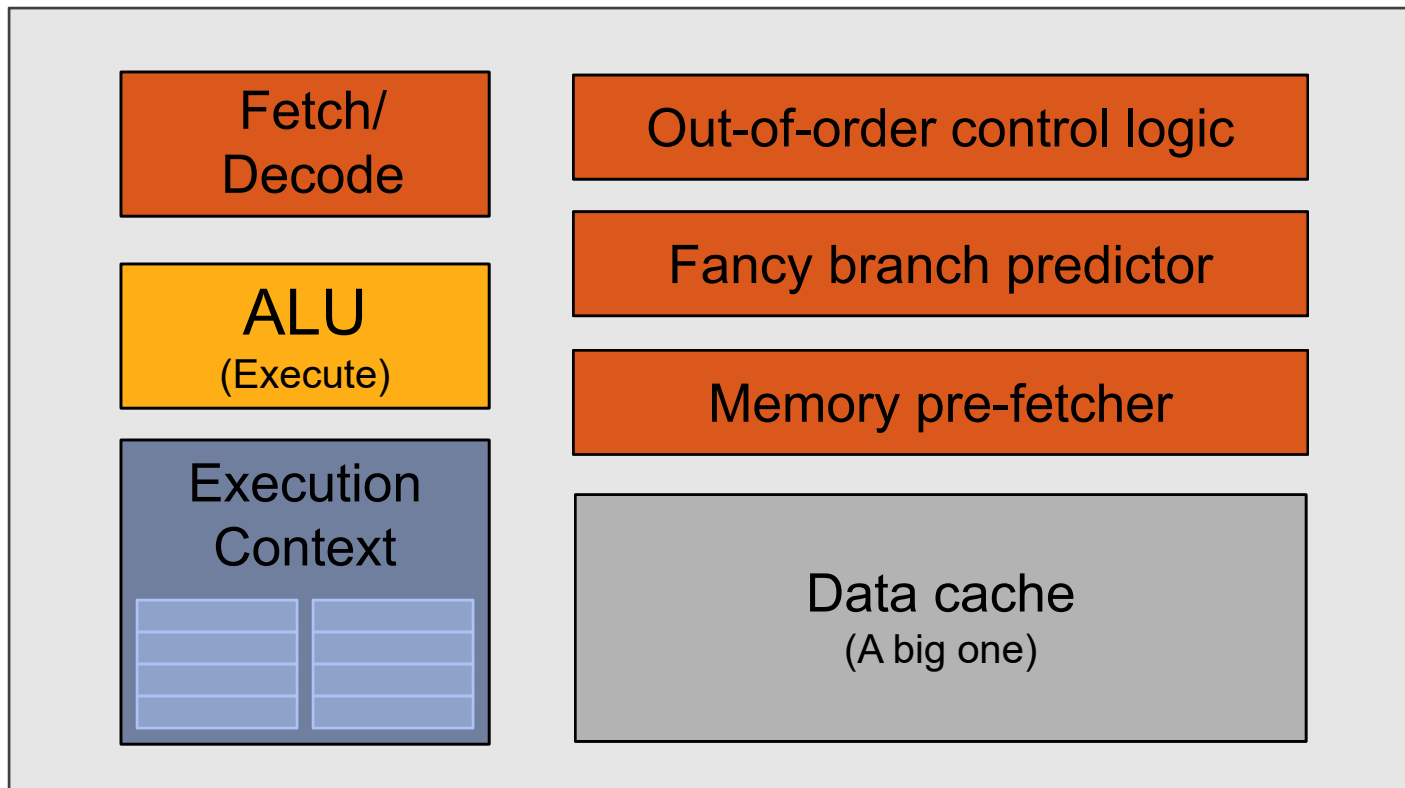 Fetch/
Decode
ALU
(Execute)
Execution
Context
Out-of-order control logic
Fancy branch predictor
Memory pre-fetcher
Data cache
(A big one)